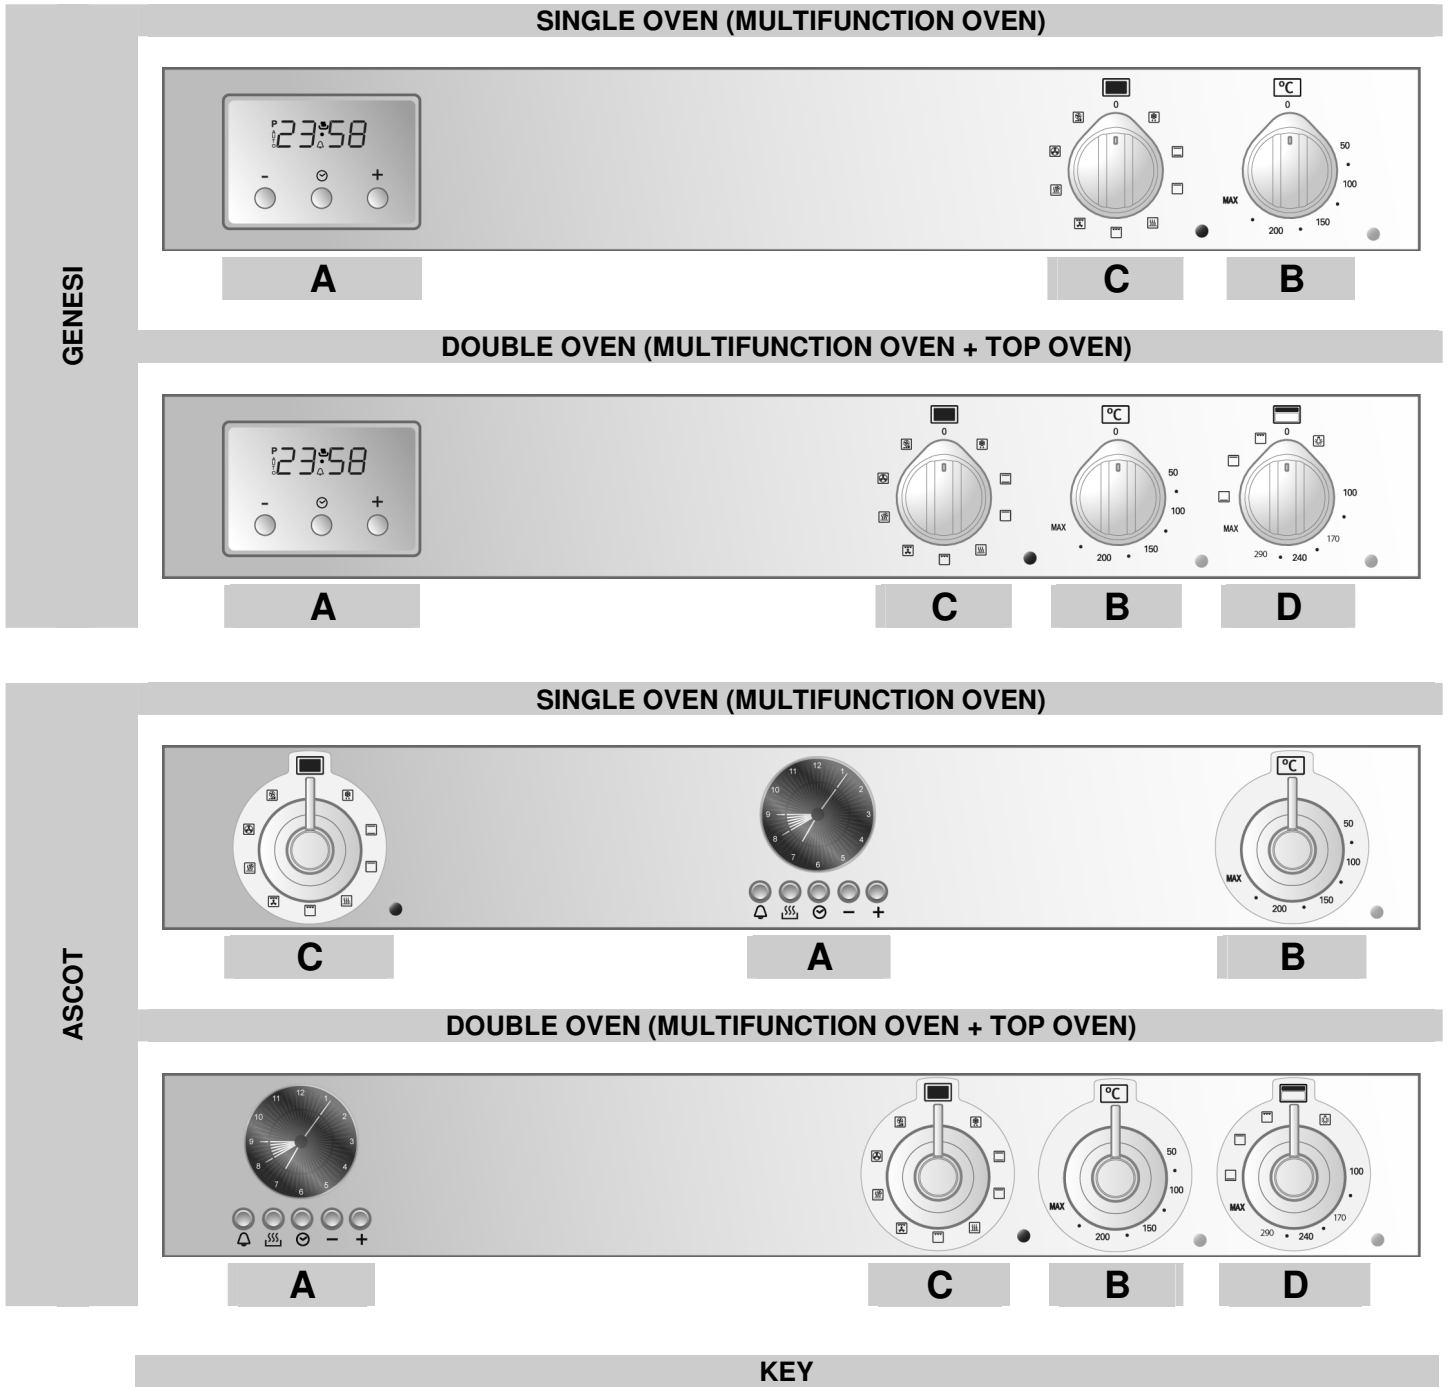 SINGLE OVEN (MULTIFUNCTION OVEN)
GENESI
P AUTO 23:58
- +
0
0
50
100
150
200
MAX
A C B
DOUBLE OVEN (MULTIFUNCTION OVEN + TOP OVEN)
P AUTO 23:58
- +
0
°C
0
50
100
150
200
MAX
100
170
240
290
MAX
A C B D
SINGLE OVEN (MULTIFUNCTION OVEN)
ASCOT
12 1 2 3 4 5 6 7 8 9 10 11
- +
°C
50
100
150
200
MAX
C A B
DOUBLE OVEN (MULTIFUNCTION OVEN + TOP OVEN)
12 1 2 3 4 5 6 7 8 9 10 11
- +
°C
50
100
150
200
MAX
100
170
240
290
MAX
A C B D
KEY